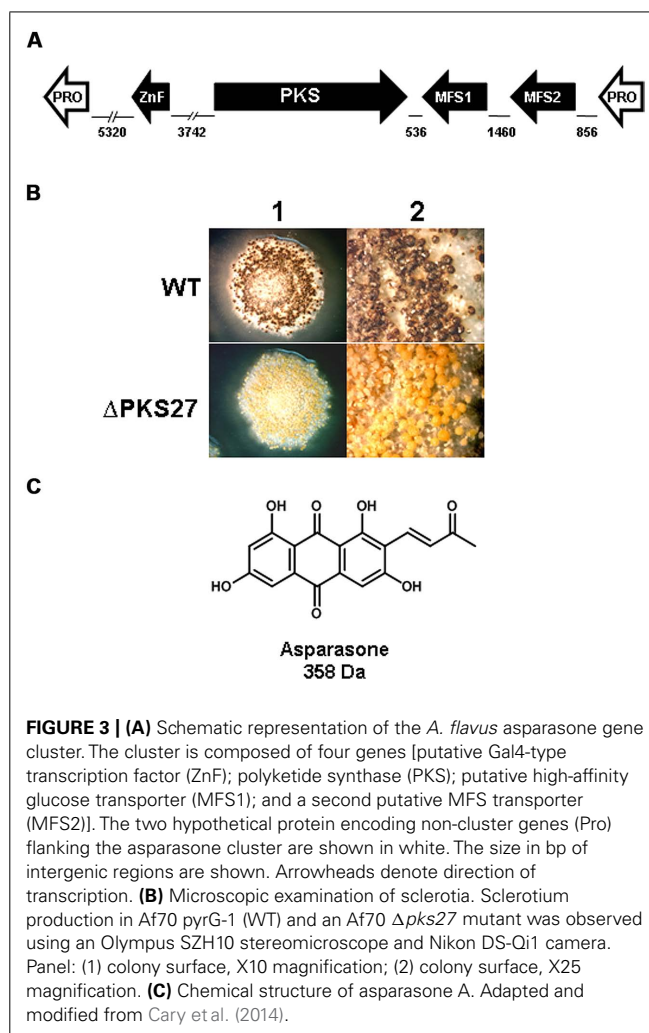 A
PRO
ZnF
PKS
MFS1
MFS2
PRO
5320
3742
536
1460
856
B
1 2
WT
ΔPKS27
C
OH O OH O
HO O OH
Asparasone
358 Da
FIGURE 3 | (A) Schematic representation of the A. flavus asparasone gene
cluster. The cluster is composed of four genes [putative Gal4-type
transcription factor (ZnF); polyketide synthase (PKS); putative high-affinity
glucose transporter (MFS1); and a second putative MFS transporter
(MFS2)]. The two hypothetical protein encoding non-cluster genes (Pro)
flanking the asparasone cluster are shown in white. The size in bp of
intergenic regions are shown. Arrowheads denote direction of
transcription. (B) Microscopic examination of sclerotia. Sclerotium
production in Af70 pyrG-1 (WT) and an Af70 Δpks27 mutant was observed
using an Olympus SZH10 stereomicroscope and Nikon DS-Qi1 camera.
Panel: (1) colony surface, X10 magnification; (2) colony surface, X25
magnification. (C) Chemical structure of asparasone A. Adapted and
modified from Cary et al. (2014).